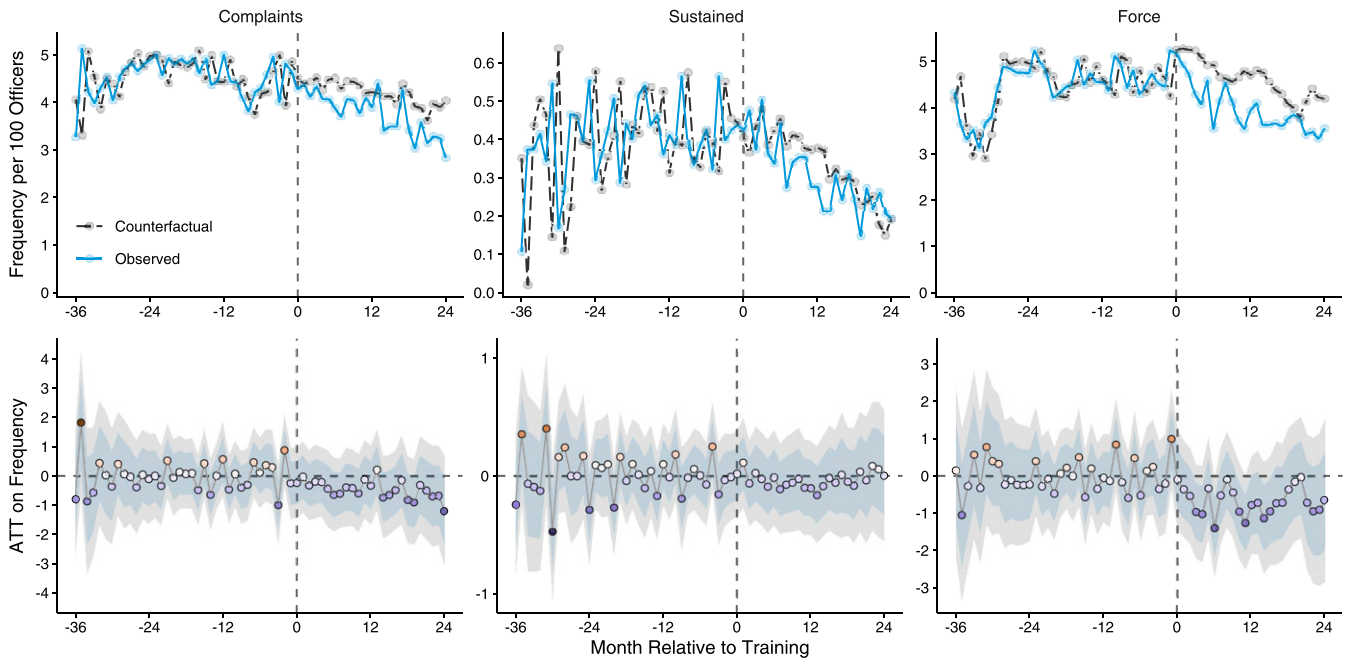 Complaints
Sustained
Force
Frequency per 100 Officers
5
4
3
2
1
0
Counterfactual
Observed
-36 -24 -12 0 12 24
0.6
0.5
0.4
0.3
0.2
0.1
0.0
-36 -24 -12 0 12 24
5
4
3
2
1
0
-36 -24 -12 0 12 24
ATT on Frequency
4
3
2
1
0
-1
-2
-3
-4
-36 -24 -12 0 12 24
1
0
-1
-36 -24 -12 0 12 24
3
2
1
0
-1
-2
-3
-36 -24 -12 0 12 24
Month Relative to Training